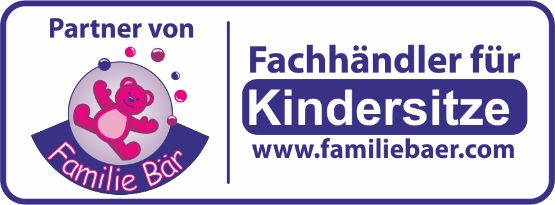 Partner von
Familie Bär
Fachhändler für
Kindersitze
www.familiebaer.com